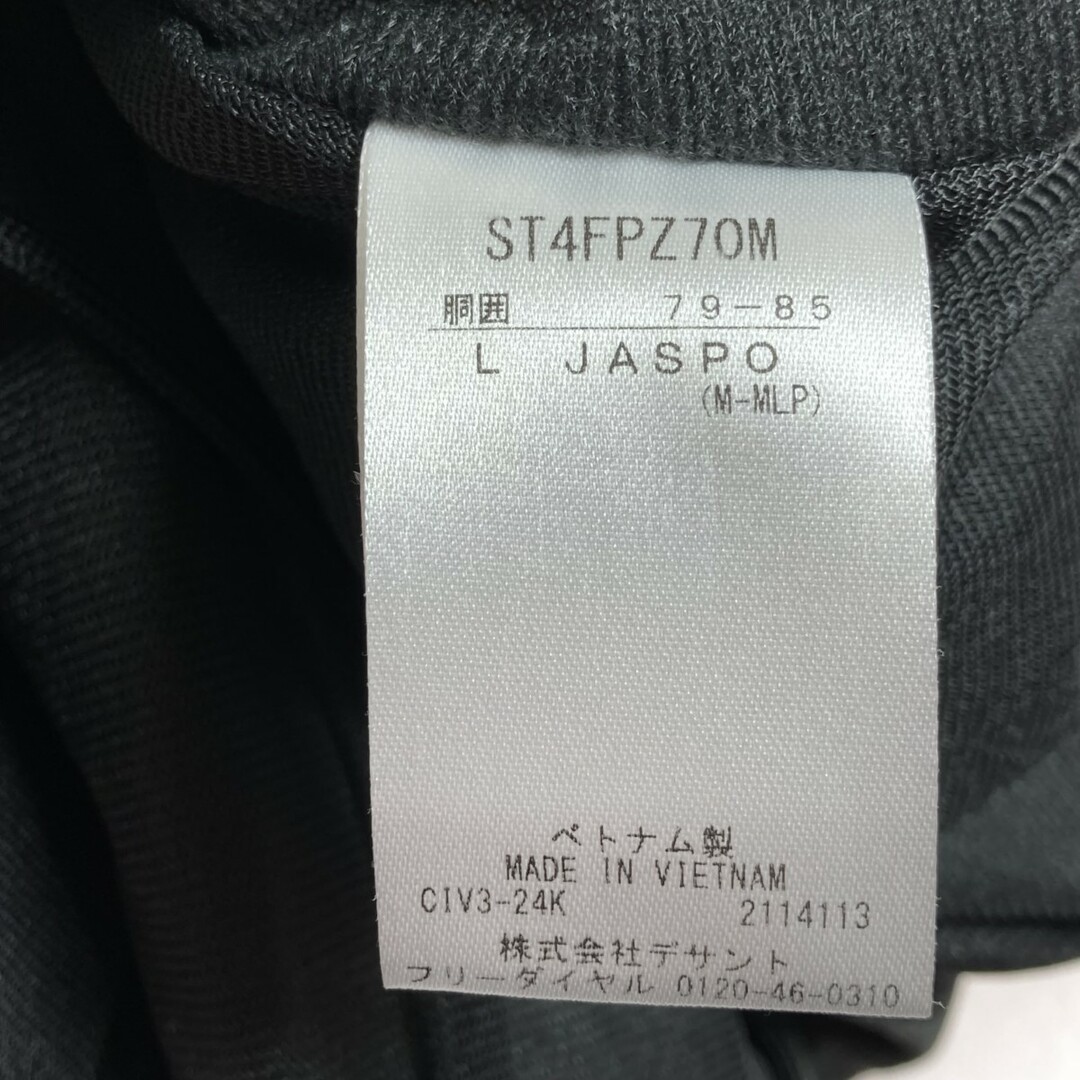 ST4FPZ70M
胴囲 79-85
L JASPO
(M-MLP)
ベトナム製
MADE IN VIETNAM
CIV3-24K 2114113
株式会社デサント
フリーダイヤル 0120-46-0310